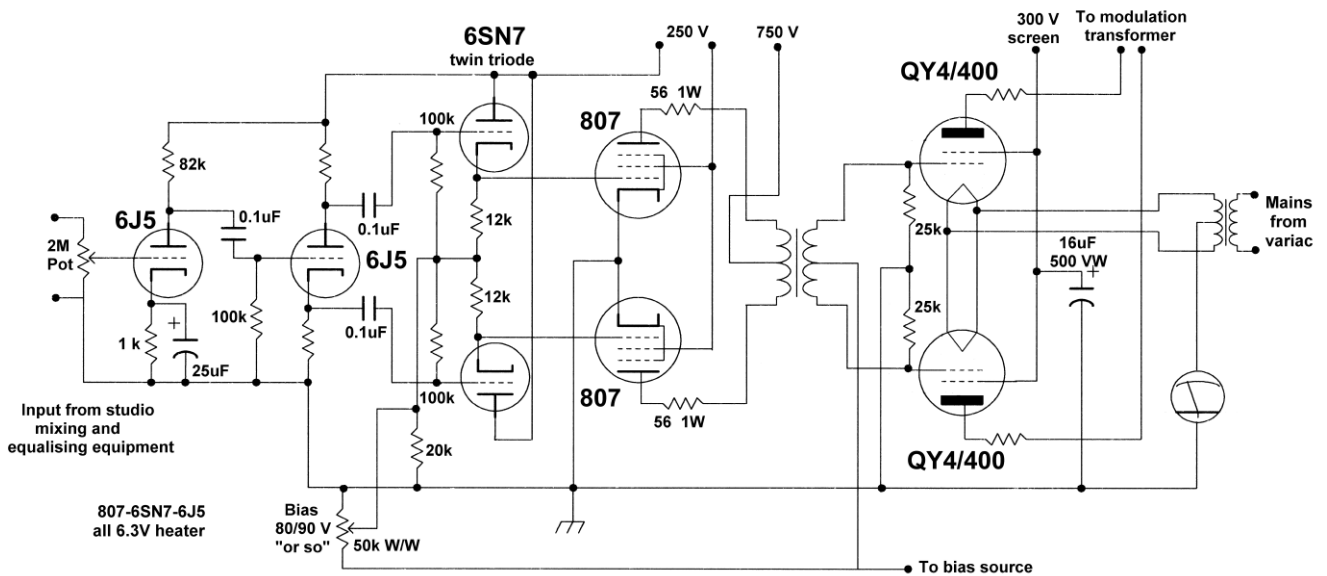 6SN7
twin triode
250 V
750 V
300 V
screen
To modulation
transformer
QY4/400
56 1W
807
100k
82k
6J5
0.1uF
0.1uF
2M
Pot
6J5
12k
12k
25k
25k
16uF
500 VW
+
Mains
from
variac
100k
0.1uF
1 k
+
25uF
100k
807
56 1W
20k
QY4/400
Input from studio
mixing and
equalising equipment
807-6SN7-6J5
all 6.3V heater
Bias
80/90 V
"or so"
50k W/W
To bias source